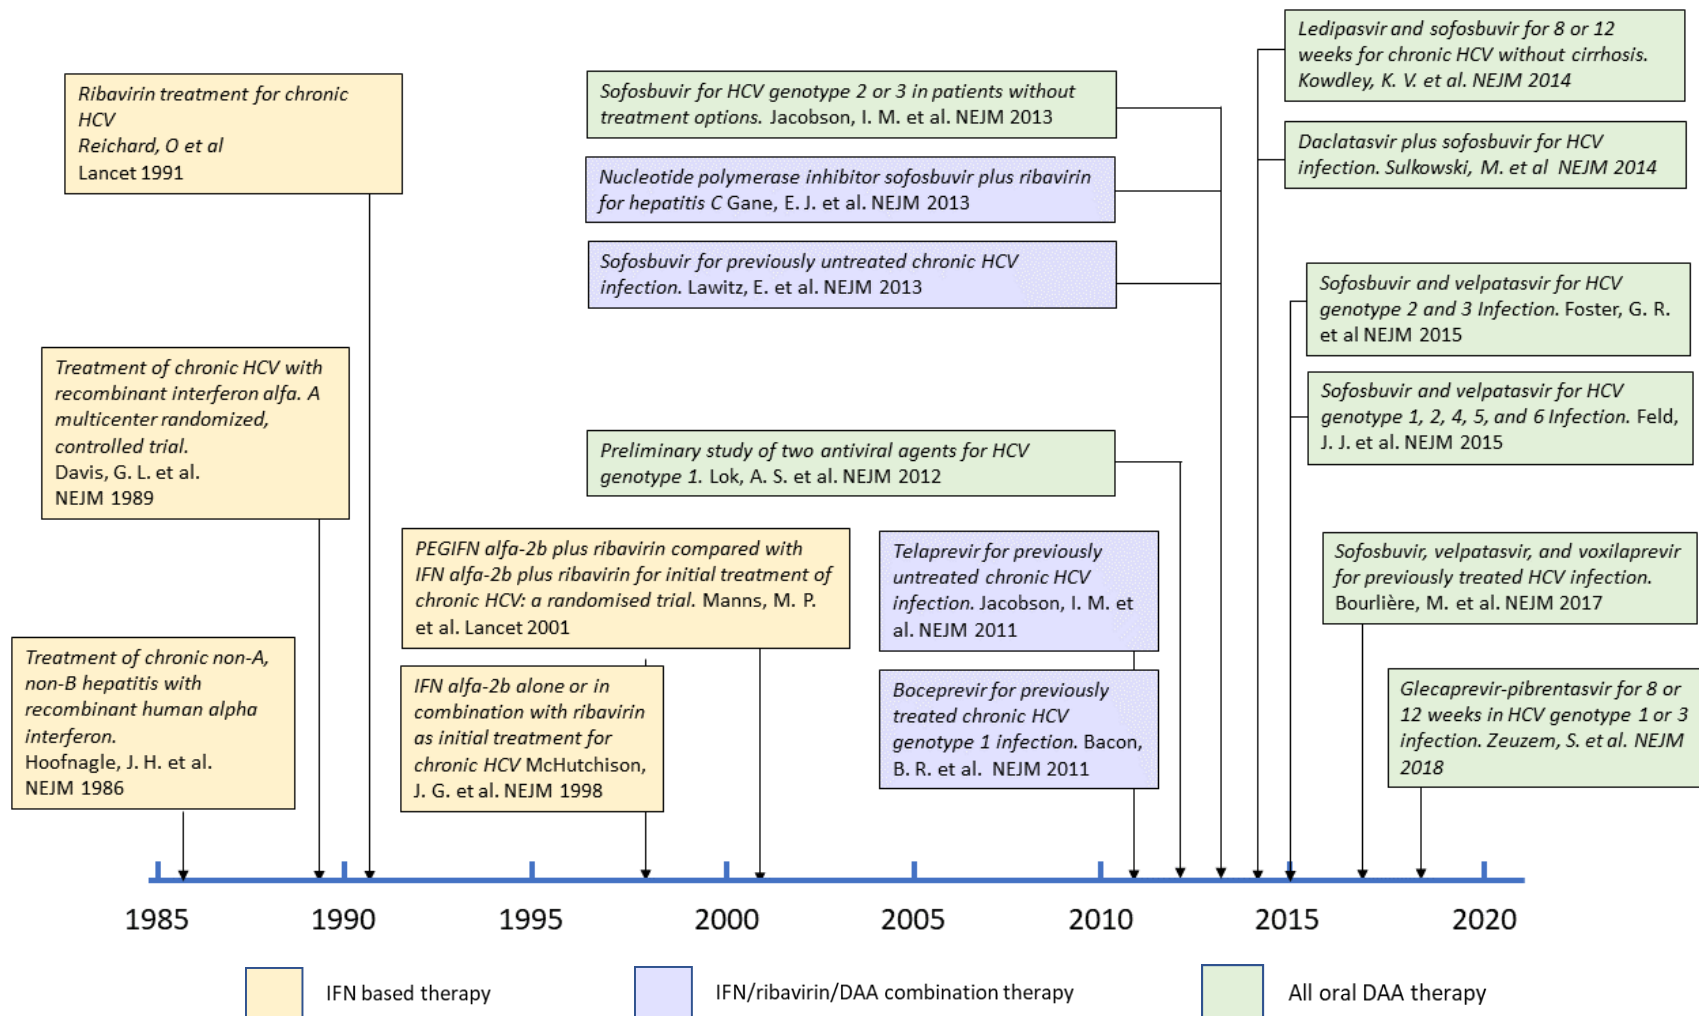 Ribavirin treatment for chronic
HCV
Reichard, O et al
Lancet 1991
Treatment of chronic HCV with
recombinant interferon alfa. A
multicenter randomized,
controlled trial.
Davis, G. L. et al.
NEJM 1989
Treatment of chronic non-A,
non-B hepatitis with
recombinant human alpha
interferon.
Hoofnagle, J. H. et al.
NEJM 1986
Sofosbuvir for HCV genotype 2 or 3 in patients without
treatment options. Jacobson, I. M. et al. NEJM 2013
Nucleotide polymerase inhibitor sofosbuvir plus ribavirin
for hepatitis C Gane, E. J. et al. NEJM 2013
Sofosbuvir for previously untreated chronic HCV
infection. Lawitz, E. et al. NEJM 2013
Preliminary study of two antiviral agents for HCV
genotype 1. Lok, A. S. et al. NEJM 2012
PEGIFN alfa-2b plus ribavirin compared with
IFN alfa-2b plus ribavirin for initial treatment of
chronic HCV: a randomised trial. Manns, M. P.
et al. Lancet 2001
IFN alfa-2b alone or in
combination with ribavirin
as initial treatment for
chronic HCV McHutchison,
J. G. et al. NEJM 1998
Telaprevir for previously
untreated chronic HCV
infection. Jacobson, I. M. et
al. NEJM 2011
Boceprevir for previously
treated chronic HCV
genotype 1 infection. Bacon,
B. R. et al. NEJM 2011
Ledipasvir and sofosbuvir for 8 or 12
weeks for chronic HCV without cirrhosis.
Kowdley, K. V. et al. NEJM 2014
Daclatasvir plus sofosbuvir for HCV
infection. Sulkowski, M. et al NEJM 2014
Sofosbuvir and velpatasvir for HCV
genotype 2 and 3 Infection. Foster, G. R.
et al NEJM 2015
Sofosbuvir and velpatasvir for HCV
genotype 1, 2, 4, 5, and 6 Infection. Feld,
J. J. et al. NEJM 2015
Sofosbuvir, velpatasvir, and voxilaprevir
for previously treated HCV infection.
Bourlière, M. et al. NEJM 2017
Glecaprevir-pibrentasvir for 8 or
12 weeks in HCV genotype 1 or 3
infection. Zeuzem, S. et al. NEJM
2018
1985 1990 1995 2000 2005 2010 2015 2020
IFN based therapy
IFN/ribavirin/DAA combination therapy
All oral DAA therapy